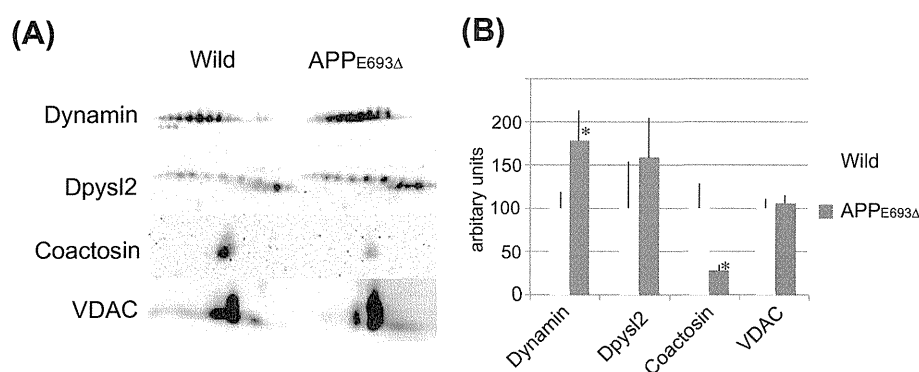 (A)
Wild APPE693Δ
Dynamin
Dpysl2
Coactosin
VDAC
(B)
arbitary units
200
150
100
50
0
*
*
Dynamin
Dpysl2
Coactosin
VDAC
Wild
APPE693Δ